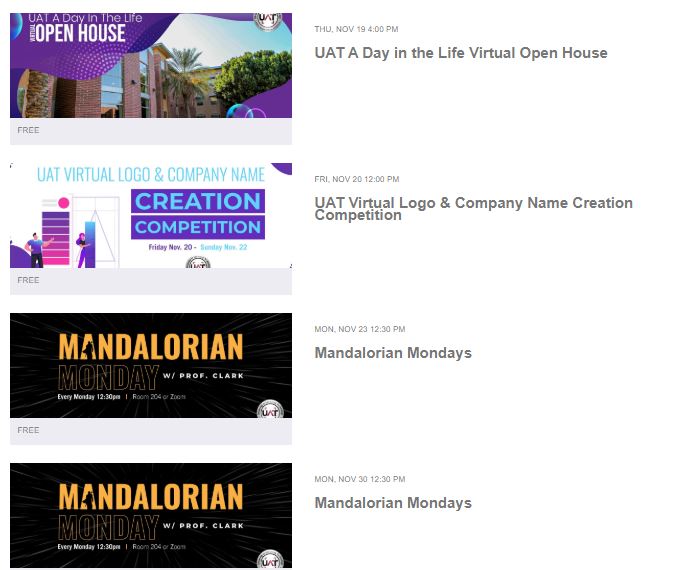 UAT A Day In The Life
VIRTUAL
OPEN HOUSE
UAT
FREE
THU, NOV 19 4:00 PM
UAT A Day in the Life Virtual Open House
UAT VIRTUAL LOGO & COMPANY NAME
CREATION
COMPETITION
Friday Nov. 20 - Sunday Nov. 22
UAT
FREE
FRI, NOV 20 12:00 PM
UAT Virtual Logo & Company Name Creation
Competition
MANDALORIAN
MONDAY W/ PROF. CLARK
Every Monday 12:30pm | Room 204 or Zoom
UAT
FREE
MON, NOV 23 12:30 PM
Mandalorian Mondays
MANDALORIAN
MONDAY W/ PROF. CLARK
Every Monday 12:30pm | Room 204 or Zoom
UAT
MON, NOV 30 12:30 PM
Mandalorian Mondays